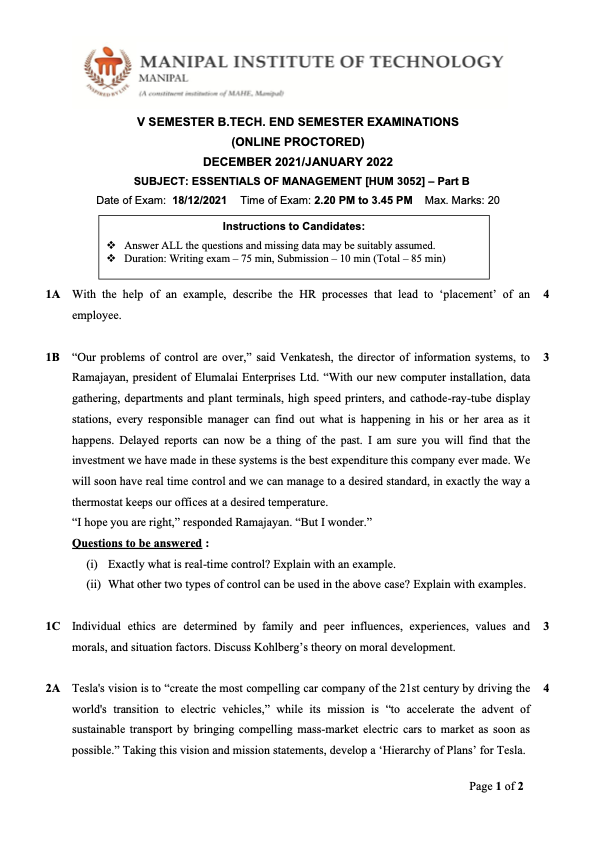 MANIPAL INSTITUTE OF TECHNOLOGY
MANIPAL
(A constituent institution of MAHE, Manipal)
INSPIRED BY LIFE
V SEMESTER B.TECH. END SEMESTER EXAMINATIONS
(ONLINE PROCTORED)
DECEMBER 2021/JANUARY 2022
SUBJECT: ESSENTIALS OF MANAGEMENT [HUM 3052] – Part B
Date of Exam: 18/12/2021 Time of Exam: 2.20 PM to 3.45 PM Max. Marks: 20
Instructions to Candidates:
❖ Answer ALL the questions and missing data may be suitably assumed.
❖ Duration: Writing exam – 75 min, Submission – 10 min (Total – 85 min)
1A With the help of an example, describe the HR processes that lead to ‘placement’ of an 4
employee.
1B “Our problems of control are over,” said Venkatesh, the director of information systems, to 3
Ramajayan, president of Elumalai Enterprises Ltd. “With our new computer installation, data
gathering, departments and plant terminals, high speed printers, and cathode-ray-tube display
stations, every responsible manager can find out what is happening in his or her area as it
happens. Delayed reports can now be a thing of the past. I am sure you will find that the
investment we have made in these systems is the best expenditure this company ever made. We
will soon have real time control and we can manage to a desired standard, in exactly the way a
thermostat keeps our offices at a desired temperature.
“I hope you are right,” responded Ramajayan. “But I wonder.”
Questions to be answered :
(i) Exactly what is real-time control? Explain with an example.
(ii) What other two types of control can be used in the above case? Explain with examples.
1C Individual ethics are determined by family and peer influences, experiences, values and 3
morals, and situation factors. Discuss Kohlberg’s theory on moral development.
2A Tesla's vision is to “create the most compelling car company of the 21st century by driving the 4
world's transition to electric vehicles,” while its mission is “to accelerate the advent of
sustainable transport by bringing compelling mass-market electric cars to market as soon as
possible.” Taking this vision and mission statements, develop a ‘Hierarchy of Plans’ for Tesla.
Page 1 of 2